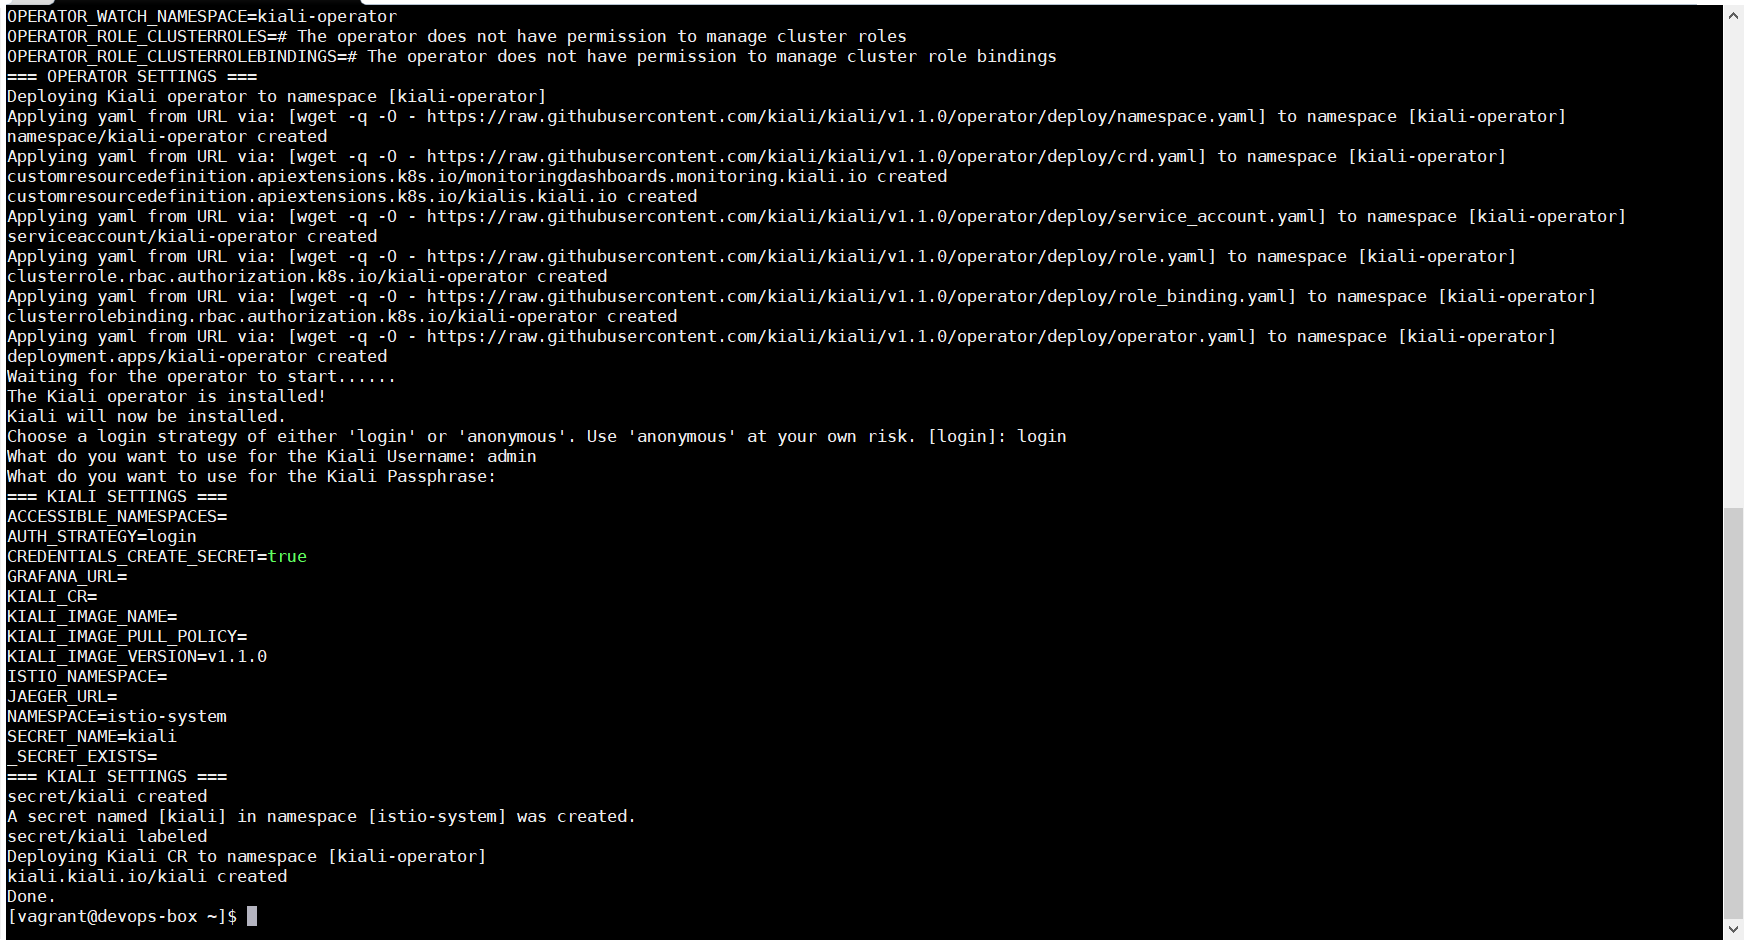 OPERATOR_WATCH_NAMESPACE=kiali-operator
OPERATOR_ROLE_CLUSTERROLES=# The operator does not have permission to manage cluster roles
OPERATOR_ROLE_CLUSTERROLEBINDINGS=# The operator does not have permission to manage cluster role bindings
=== OPERATOR SETTINGS ===
Deploying Kiali operator to namespace [kiali-operator]
Applying yaml from URL via: [wget -q -O - https://raw.githubusercontent.com/kiali/kiali/v1.1.0/operator/deploy/namespace.yaml] to namespace [kiali-operator]
namespace/kiali-operator created
Applying yaml from URL via: [wget -q -O - https://raw.githubusercontent.com/kiali/kiali/v1.1.0/operator/deploy/crd.yaml] to namespace [kiali-operator]
customresourcedefinition.apiextensions.k8s.io/monitoringdashboards.monitoring.kiali.io created
customresourcedefinition.apiextensions.k8s.io/kialis.kiali.io created
Applying yaml from URL via: [wget -q -O - https://raw.githubusercontent.com/kiali/kiali/v1.1.0/operator/deploy/service_account.yaml] to namespace [kiali-operator]
serviceaccount/kiali-operator created
Applying yaml from URL via: [wget -q -O - https://raw.githubusercontent.com/kiali/kiali/v1.1.0/operator/deploy/role.yaml] to namespace [kiali-operator]
clusterrole.rbac.authorization.k8s.io/kiali-operator created
Applying yaml from URL via: [wget -q -O - https://raw.githubusercontent.com/kiali/kiali/v1.1.0/operator/deploy/role_binding.yaml] to namespace [kiali-operator]
clusterrolebinding.rbac.authorization.k8s.io/kiali-operator created
Applying yaml from URL via: [wget -q -O - https://raw.githubusercontent.com/kiali/kiali/v1.1.0/operator/deploy/operator.yaml] to namespace [kiali-operator]
deployment.apps/kiali-operator created
Waiting for the operator to start......
The Kiali operator is installed!
Kiali will now be installed.
Choose a login strategy of either 'login' or 'anonymous'. Use 'anonymous' at your own risk. [login]: login
What do you want to use for the Kiali Username: admin
What do you want to use for the Kiali Passphrase:
=== KIALI SETTINGS ===
ACCESSIBLE_NAMESPACES=
AUTH_STRATEGY=login
CREDENTIALS_CREATE_SECRET=true
GRAFANA_URL=
KIALI_CR=
KIALI_IMAGE_NAME=
KIALI_IMAGE_PULL_POLICY=
KIALI_IMAGE_VERSION=v1.1.0
ISTIO_NAMESPACE=
JAEGER_URL=
NAMESPACE=istio-system
SECRET_NAME=kiali
_SECRET_EXISTS=
=== KIALI SETTINGS ===
secret/kiali created
A secret named [kiali] in namespace [istio-system] was created.
secret/kiali labeled
Deploying Kiali CR to namespace [kiali-operator]
kiali.kiali.io/kiali created
Done.
[vagrant@devops-box ~]$